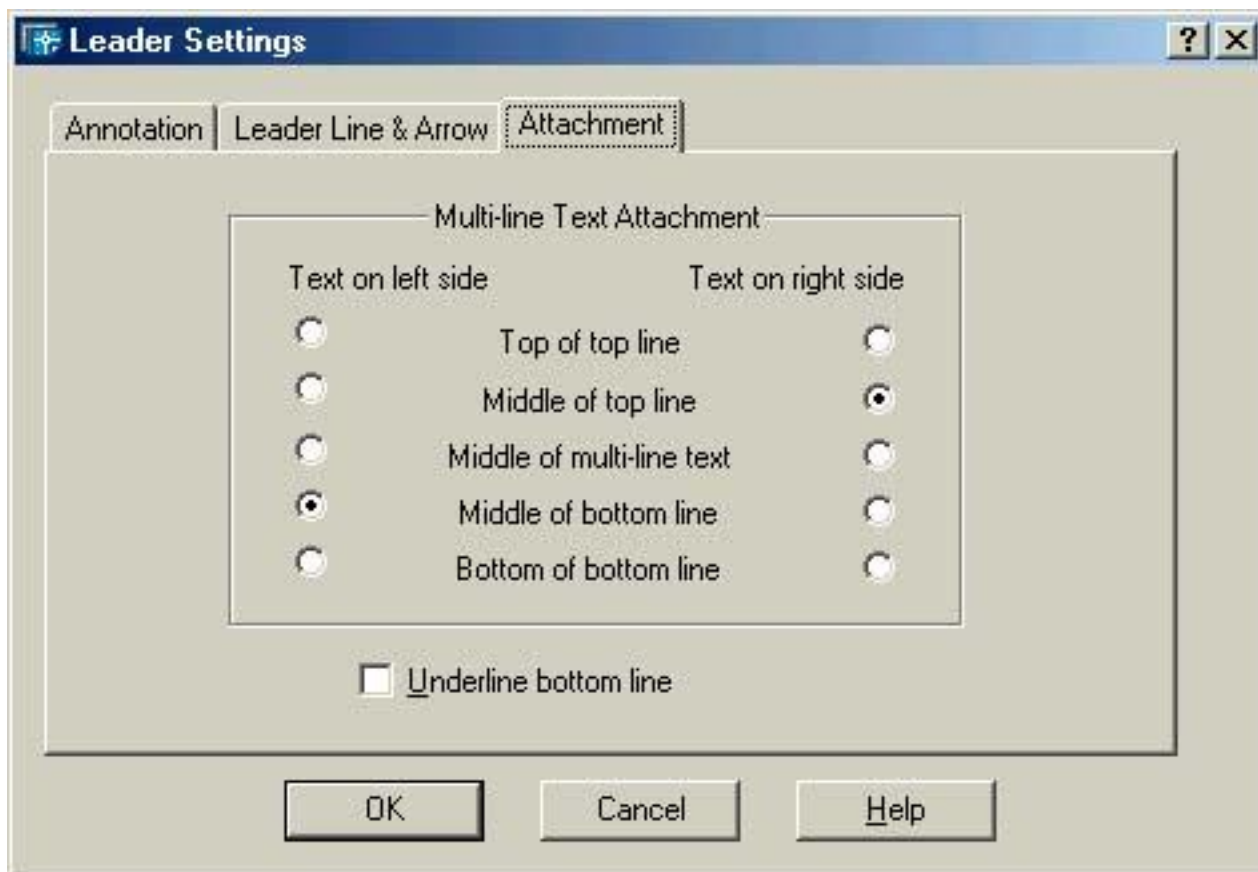 Leader Settings
Annotation Leader Line & Arrow Attachment
Multi-line Text Attachment
Text on left side Text on right side
Top of top line
Middle of top line
Middle of multi-line text
Middle of bottom line
Bottom of bottom line
Underline bottom line
OK Cancel Help